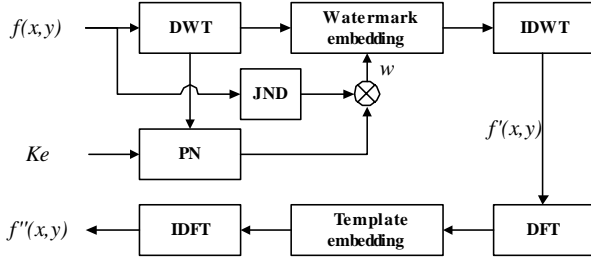 f(x,y)
DWT
Watermark
embedding
IDWT
w
JND
Ke
PN
f'(x,y)
f''(x,y)
IDFT
Template
embedding
DFT